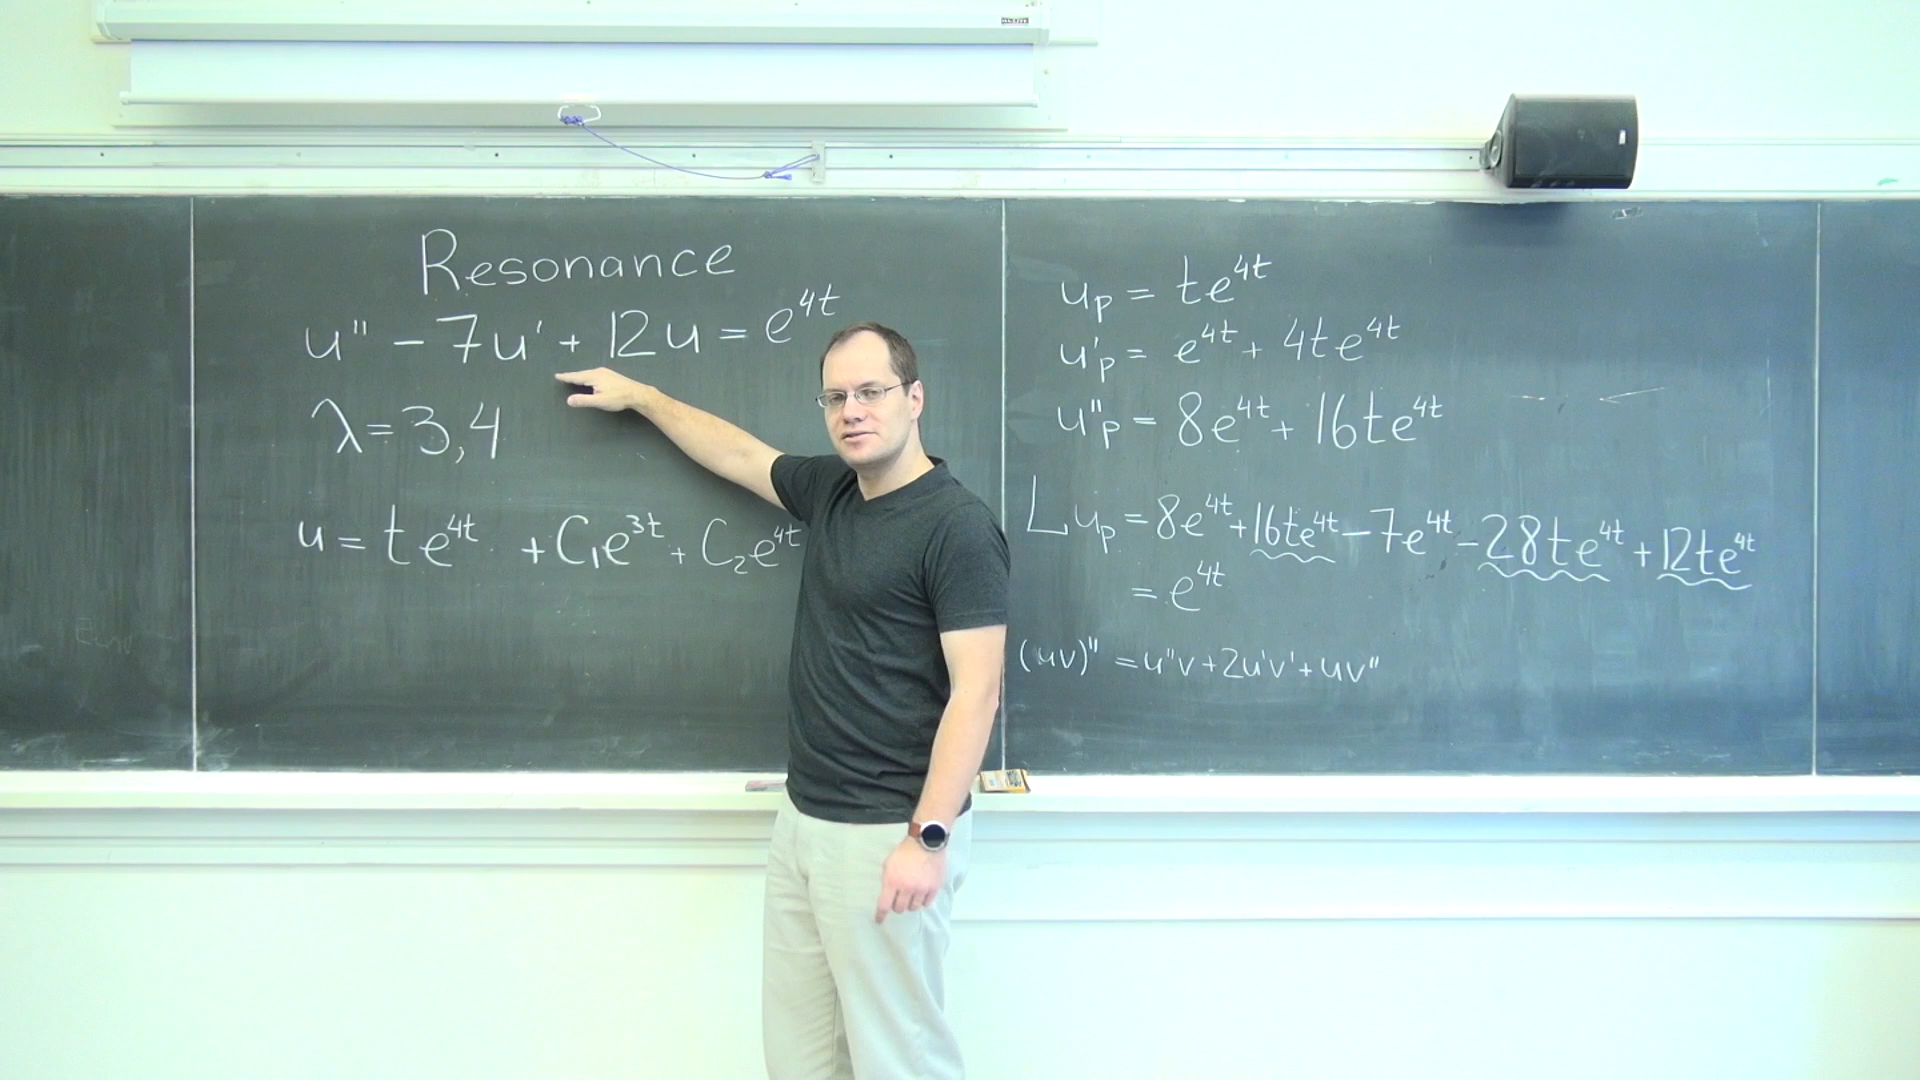 Resonance
u'' - 7u' + 12u = e^{4t}
λ = 3, 4
u = te^{4t} + C₁e^{3t} + C₂e^{4t}
u_p = te^{4t}
u'_p = e^{4t} + 4te^{4t}
u''_p = 8e^{4t} + 16te^{4t}
Lu_p = 8e^{4t} + 16te^{4t} - 7e^{4t} - 28te^{4t} + 12te^{4t}
= e^{4t}
(uv)'' = u''v + 2u'v' + uv''